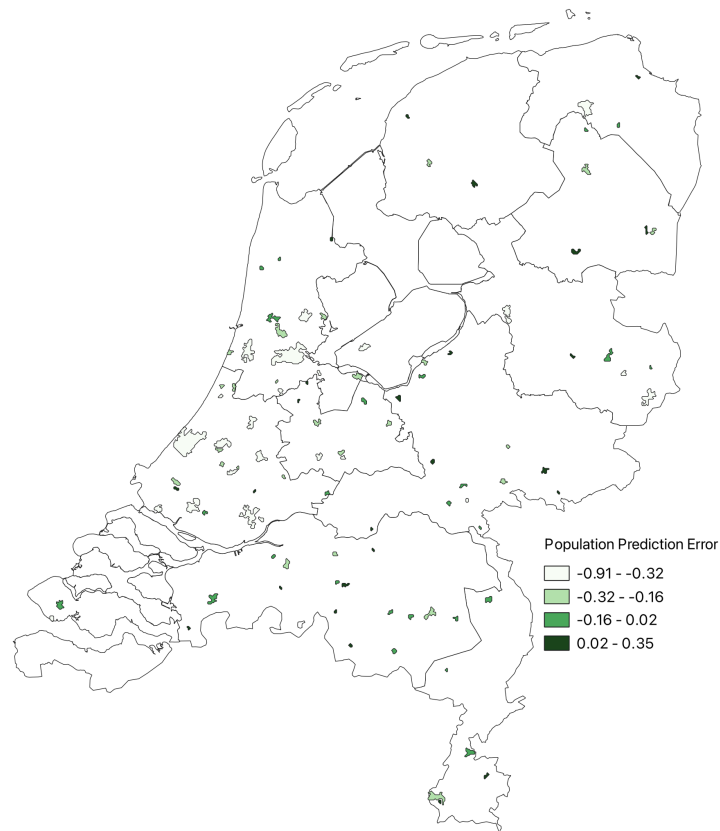 Population Prediction Error
-0.91 - -0.32
-0.32 - -0.16
-0.16 - 0.02
0.02 - 0.35